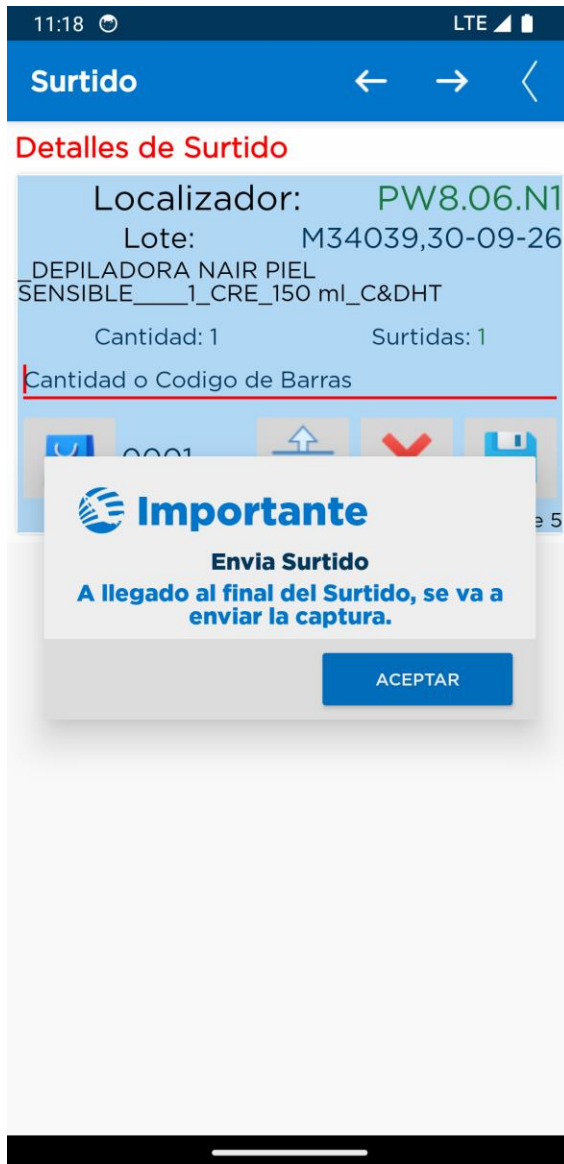 11:18 LTE
Surtido
Detalles de Surtido
Localizador: PW8.06.N1
Lote: M34039,30-09-26
_DEPILADORA NAIR PIEL
SENSIBLE____1_CRE_150 ml_C&DHT
Cantidad: 1 Surtidas: 1
Cantidad o Codigo de Barras
0001
e 5
Importante
Envia Surtido
A llegado al final del Surtido, se va a
enviar la captura.
ACEPTAR